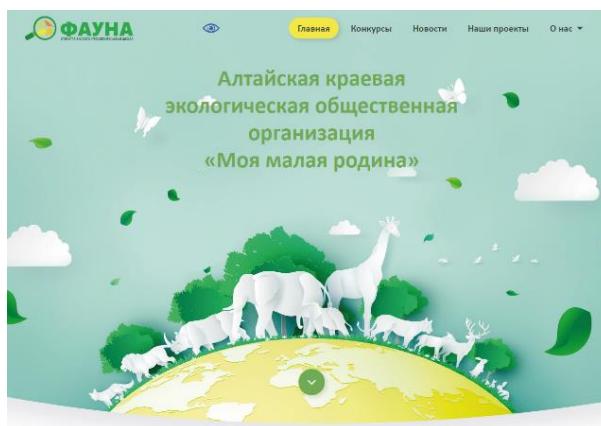 ФАУНА
Главная
Конкурсы
Новости
Наши проекты
О нас
Алтайская краевая
экологическая общественная
организация
«Моя малая родина»